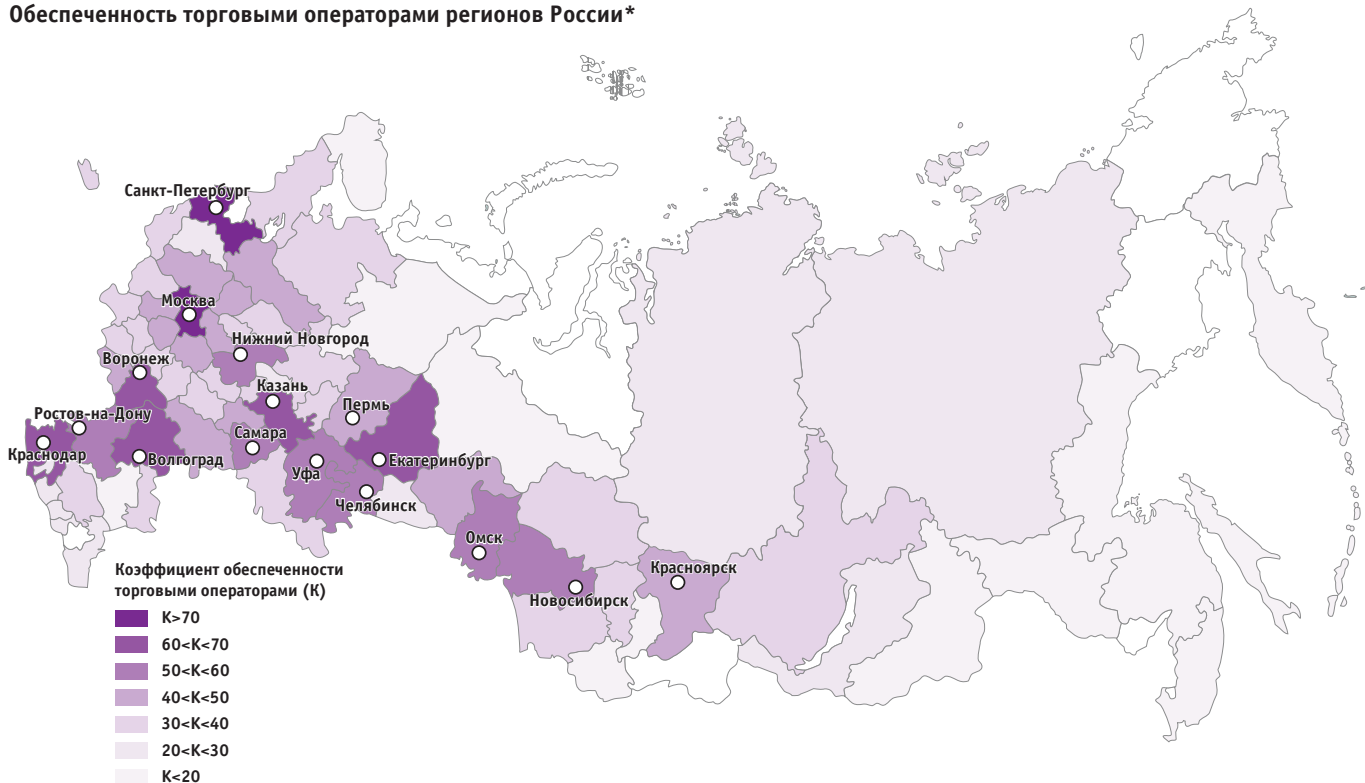 Обеспеченность торговыми операторами регионов России*
Санкт-Петербург
Москва
Нижний Новгород
Воронеж
Казань
Ростов-на-Дону
Пермь
Самара
Краснодар
Волгоград
Екатеринбург
Уфа
Челябинск
Омск
Красноярск
Новосибирск
Коэффициент обеспеченности
торговыми операторами (К)
К>70
60<К<70
50<К<60
40<К<50
30<К<40
20<К<30
К<20